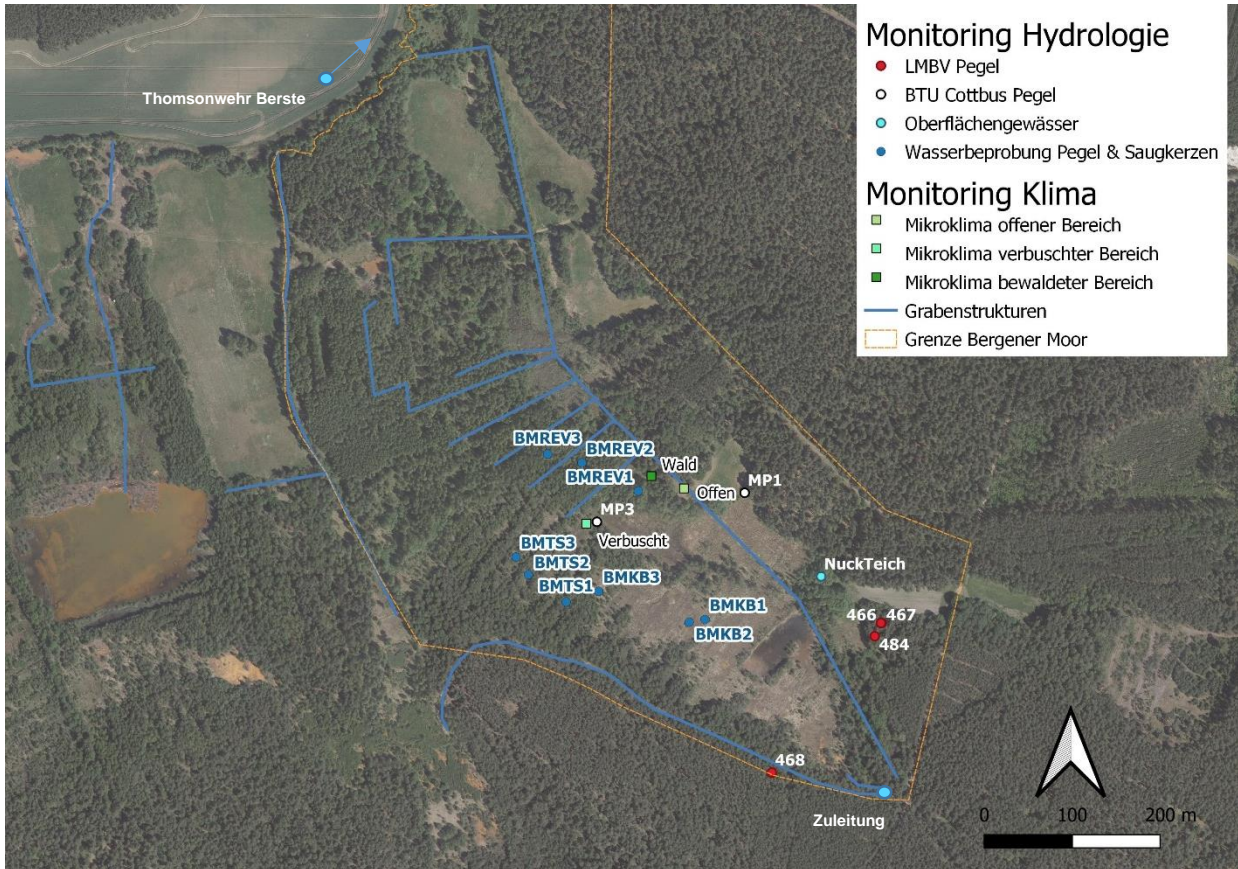 Monitoring Hydrologie
LMBV Pegel
BTU Cottbus Pegel
Oberflächengewässer
Wasserbeprobung Pegel & Saugkerzen
Monitoring Klima
Mikroklima offener Bereich
Mikroklima verbuschter Bereich
Mikroklima bewaldeter Bereich
Grabenstrukturen
Grenze Bergener Moor
Thomsonwehr Berste
BMREV3
BMREV2
BMREV1
Wald
Offen
MP1
MP3
Verbuscht
BMTS3
BMTS2
BMTS1
BMKB3
BMKB1
BMKB2
NuckTeich
466 467
484
468
Zuleitung
0 100 200 m